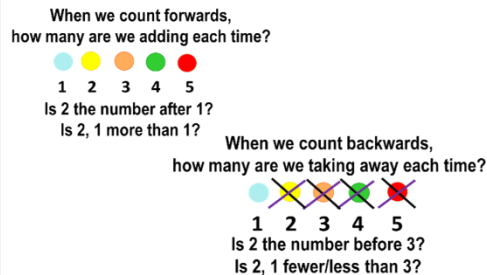 When we count forwards,
how many are we adding each time?
1 2 3 4 5
Is 2 the number after 1?
Is 2, 1 more than 1?
When we count backwards,
how many are we taking away each time?
1 2 3 4 5
Is 2 the number before 3?
Is 2, 1 fewer/less than 3?